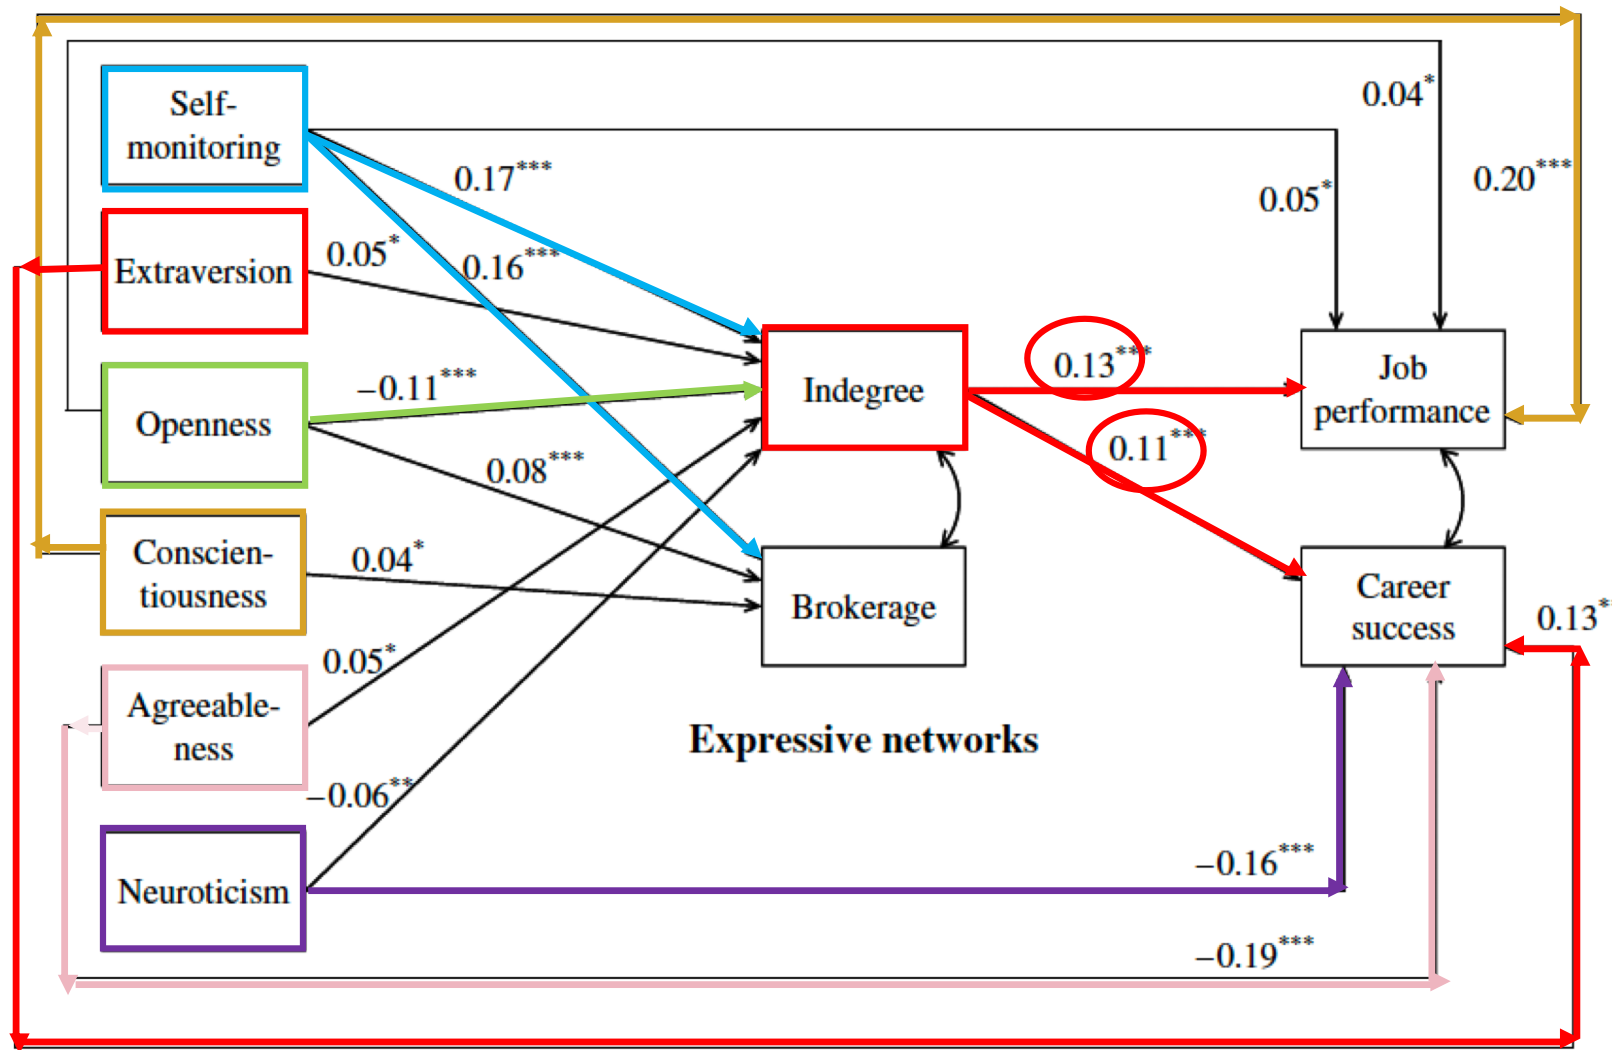 Self-
monitoring
Extraversion
Openness
Conscien-
tiousness
Agreeable-
ness
Neuroticism
0.17***
0.05*
0.16***
−0.11***
0.08***
0.04*
0.05*
−0.06**
Indegree
Brokerage
Expressive networks
0.13***
0.11***
0.04*
0.05*
0.20***
Job
performance
Career
success
0.13**
−0.16***
−0.19***